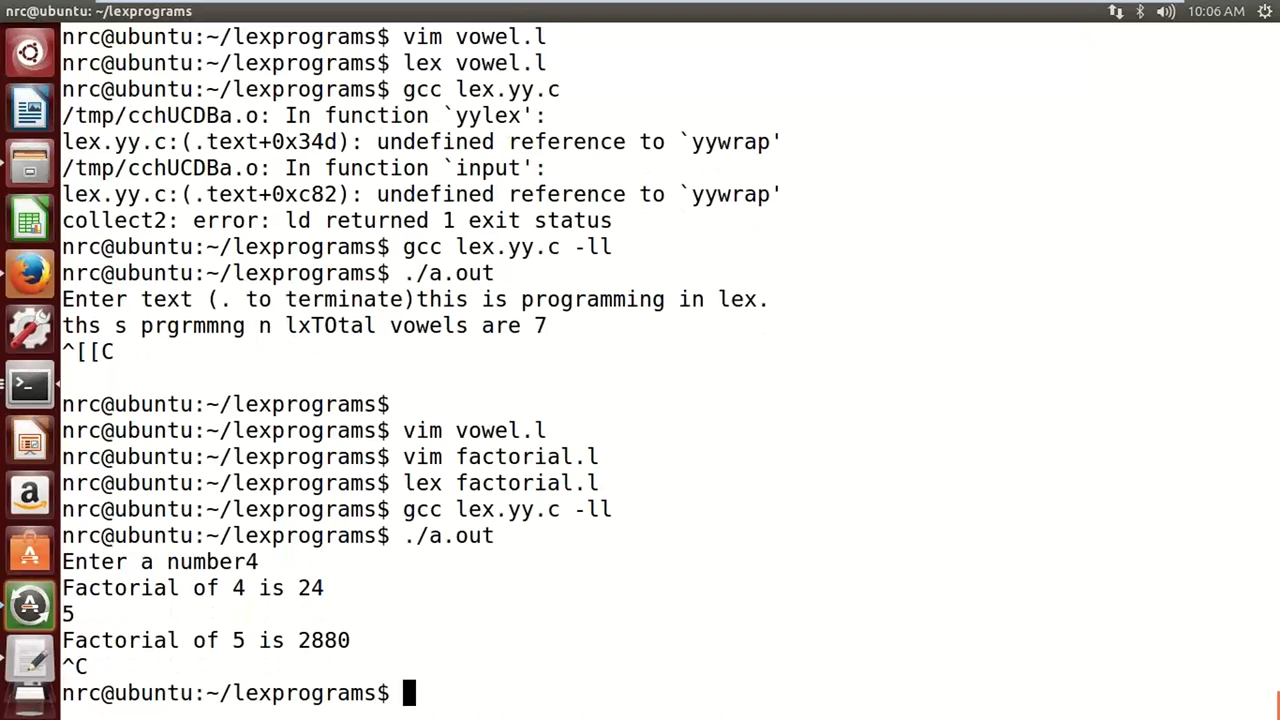 nrc@ubuntu: ~/lexprograms
10:06 AM
nrc@ubuntu:~/lexprograms$ vim vowel.l
nrc@ubuntu:~/lexprograms$ lex vowel.l
nrc@ubuntu:~/lexprograms$ gcc lex.yy.c
/tmp/cchUCDBa.o: In function `yylex':
lex.yy.c:(.text+0x34d): undefined reference to `yywrap'
/tmp/cchUCDBa.o: In function `input':
lex.yy.c:(.text+0xc82): undefined reference to `yywrap'
collect2: error: ld returned 1 exit status
nrc@ubuntu:~/lexprograms$ gcc lex.yy.c -ll
nrc@ubuntu:~/lexprograms$ ./a.out
Enter text (. to terminate)this is programming in lex.
ths s prgrmmng n lxTOtal vowels are 7
^[[C
nrc@ubuntu:~/lexprograms$
nrc@ubuntu:~/lexprograms$ vim vowel.l
nrc@ubuntu:~/lexprograms$ vim factorial.l
nrc@ubuntu:~/lexprograms$ lex factorial.l
nrc@ubuntu:~/lexprograms$ gcc lex.yy.c -ll
nrc@ubuntu:~/lexprograms$ ./a.out
Enter a number4
Factorial of 4 is 24
5
Factorial of 5 is 2880
^C
nrc@ubuntu:~/lexprograms$